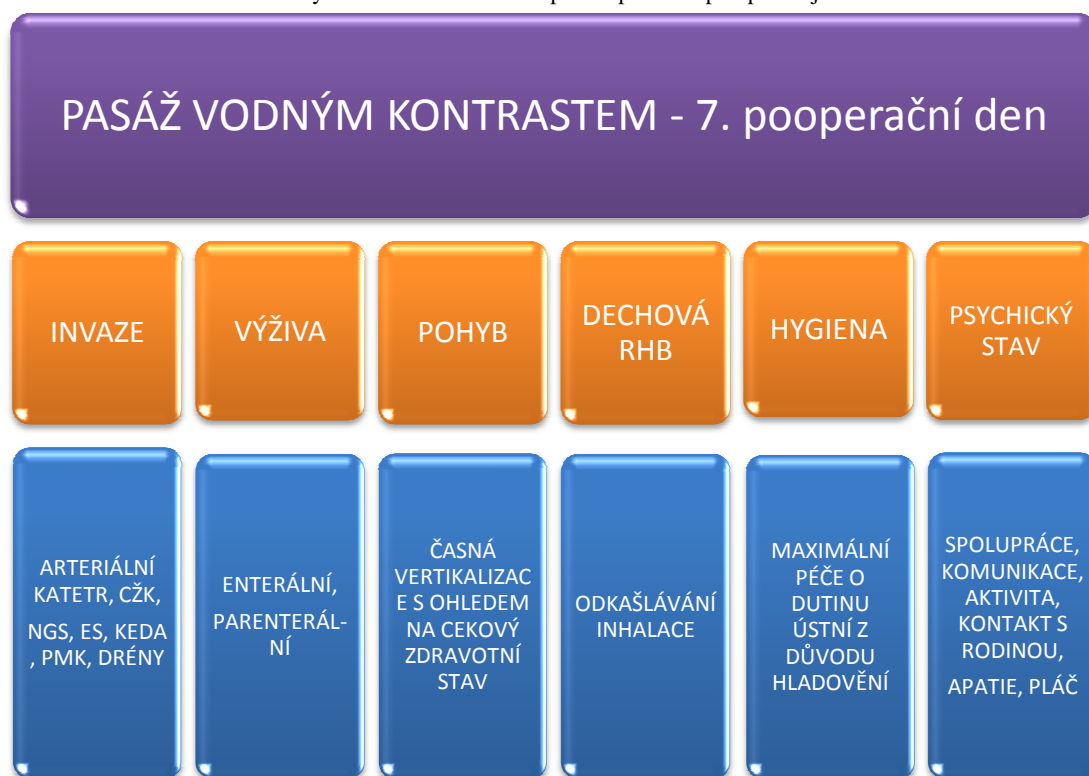 PASÁŽ VODNÝM KONTRASTEM - 7. pooperační den
INVAZE
VÝŽIVA
POHYB
DECHOVÁ
RHB
HYGIENA
PSYCHICKÝ
STAV
ARTERIÁLNÍ
KATETR, CŽK,
NGS, ES, KEDA
, PMK, DRÉNY
ENTERÁLNÍ,
PARENTERÁL-
NÍ
ČASNÁ
VERTIKALIZAC
E S OHLEDEM
NA CEKOVÝ
ZDRAVOTNÍ
STAV
ODKAŠLÁVÁNÍ
INHALACE
MAXIMÁLNÍ
PÉČE O
DUTINU
ÚSTNÍ Z
DŮVODU
HLADOVĚNÍ
SPOLUPRÁCE,
KOMUNIKACE,
AKTIVITA,
KONTAKT S
RODINOU,
APATIE, PLÁČ